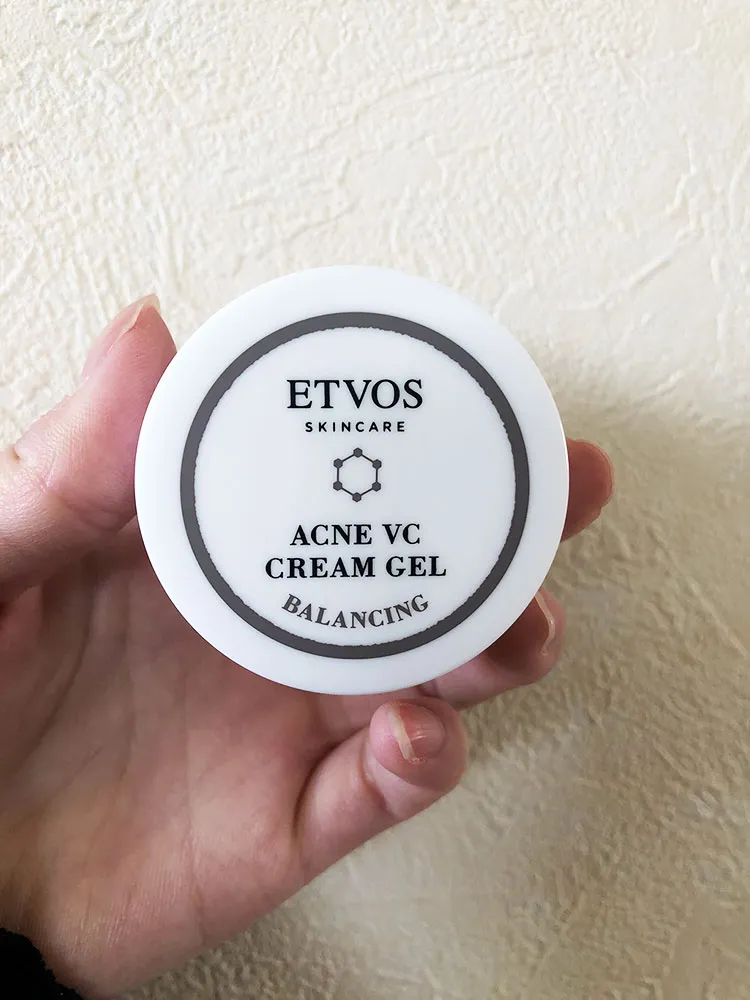 ETVOS
SKINCARE
ACNE VC
CREAM GEL
BALANCING